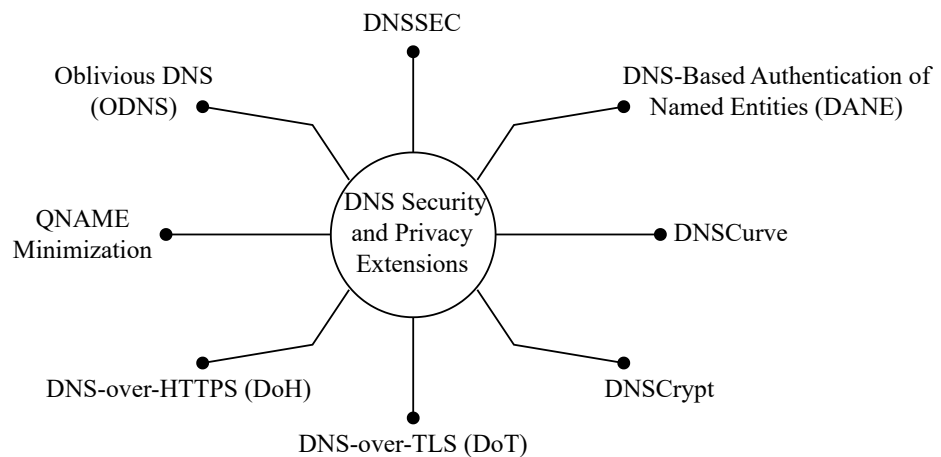 DNSSEC
Oblivious DNS
(ODNS)
DNS-Based Authentication of
Named Entities (DANE)
QNAME
Minimization
DNS Security
and Privacy
Extensions
DNSCurve
DNS-over-HTTPS (DoH)
DNSCrypt
DNS-over-TLS (DoT)